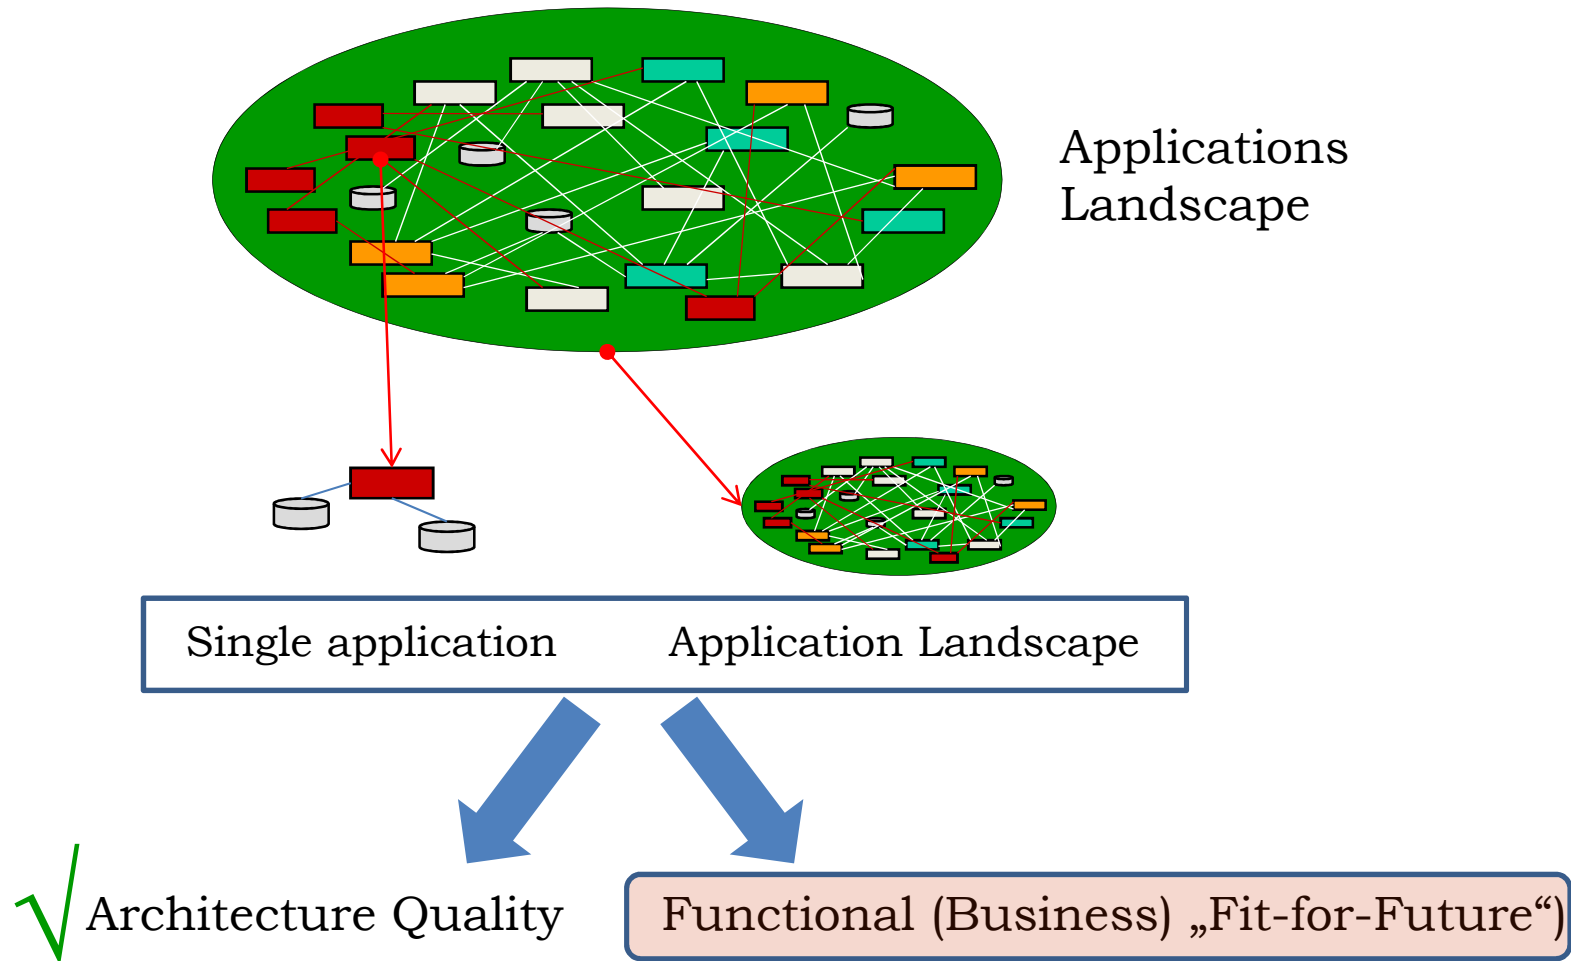 Applications
Landscape
Single application Application Landscape
Architecture Quality
Functional (Business) „Fit-for-Future“)